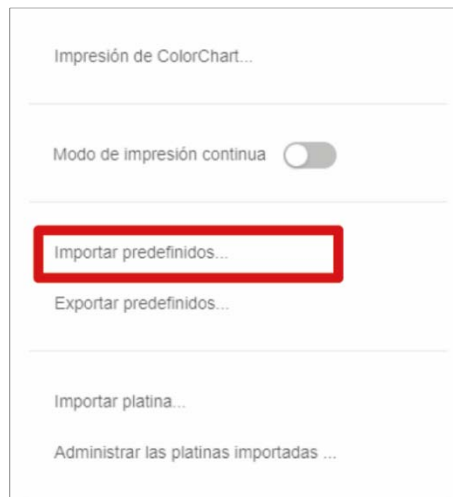 Impresión de ColorChart...
Modo de impresión continua
Importar predefinidos...
Exportar predefinidos...
Importar platina...
Administrar las platinas importadas ...